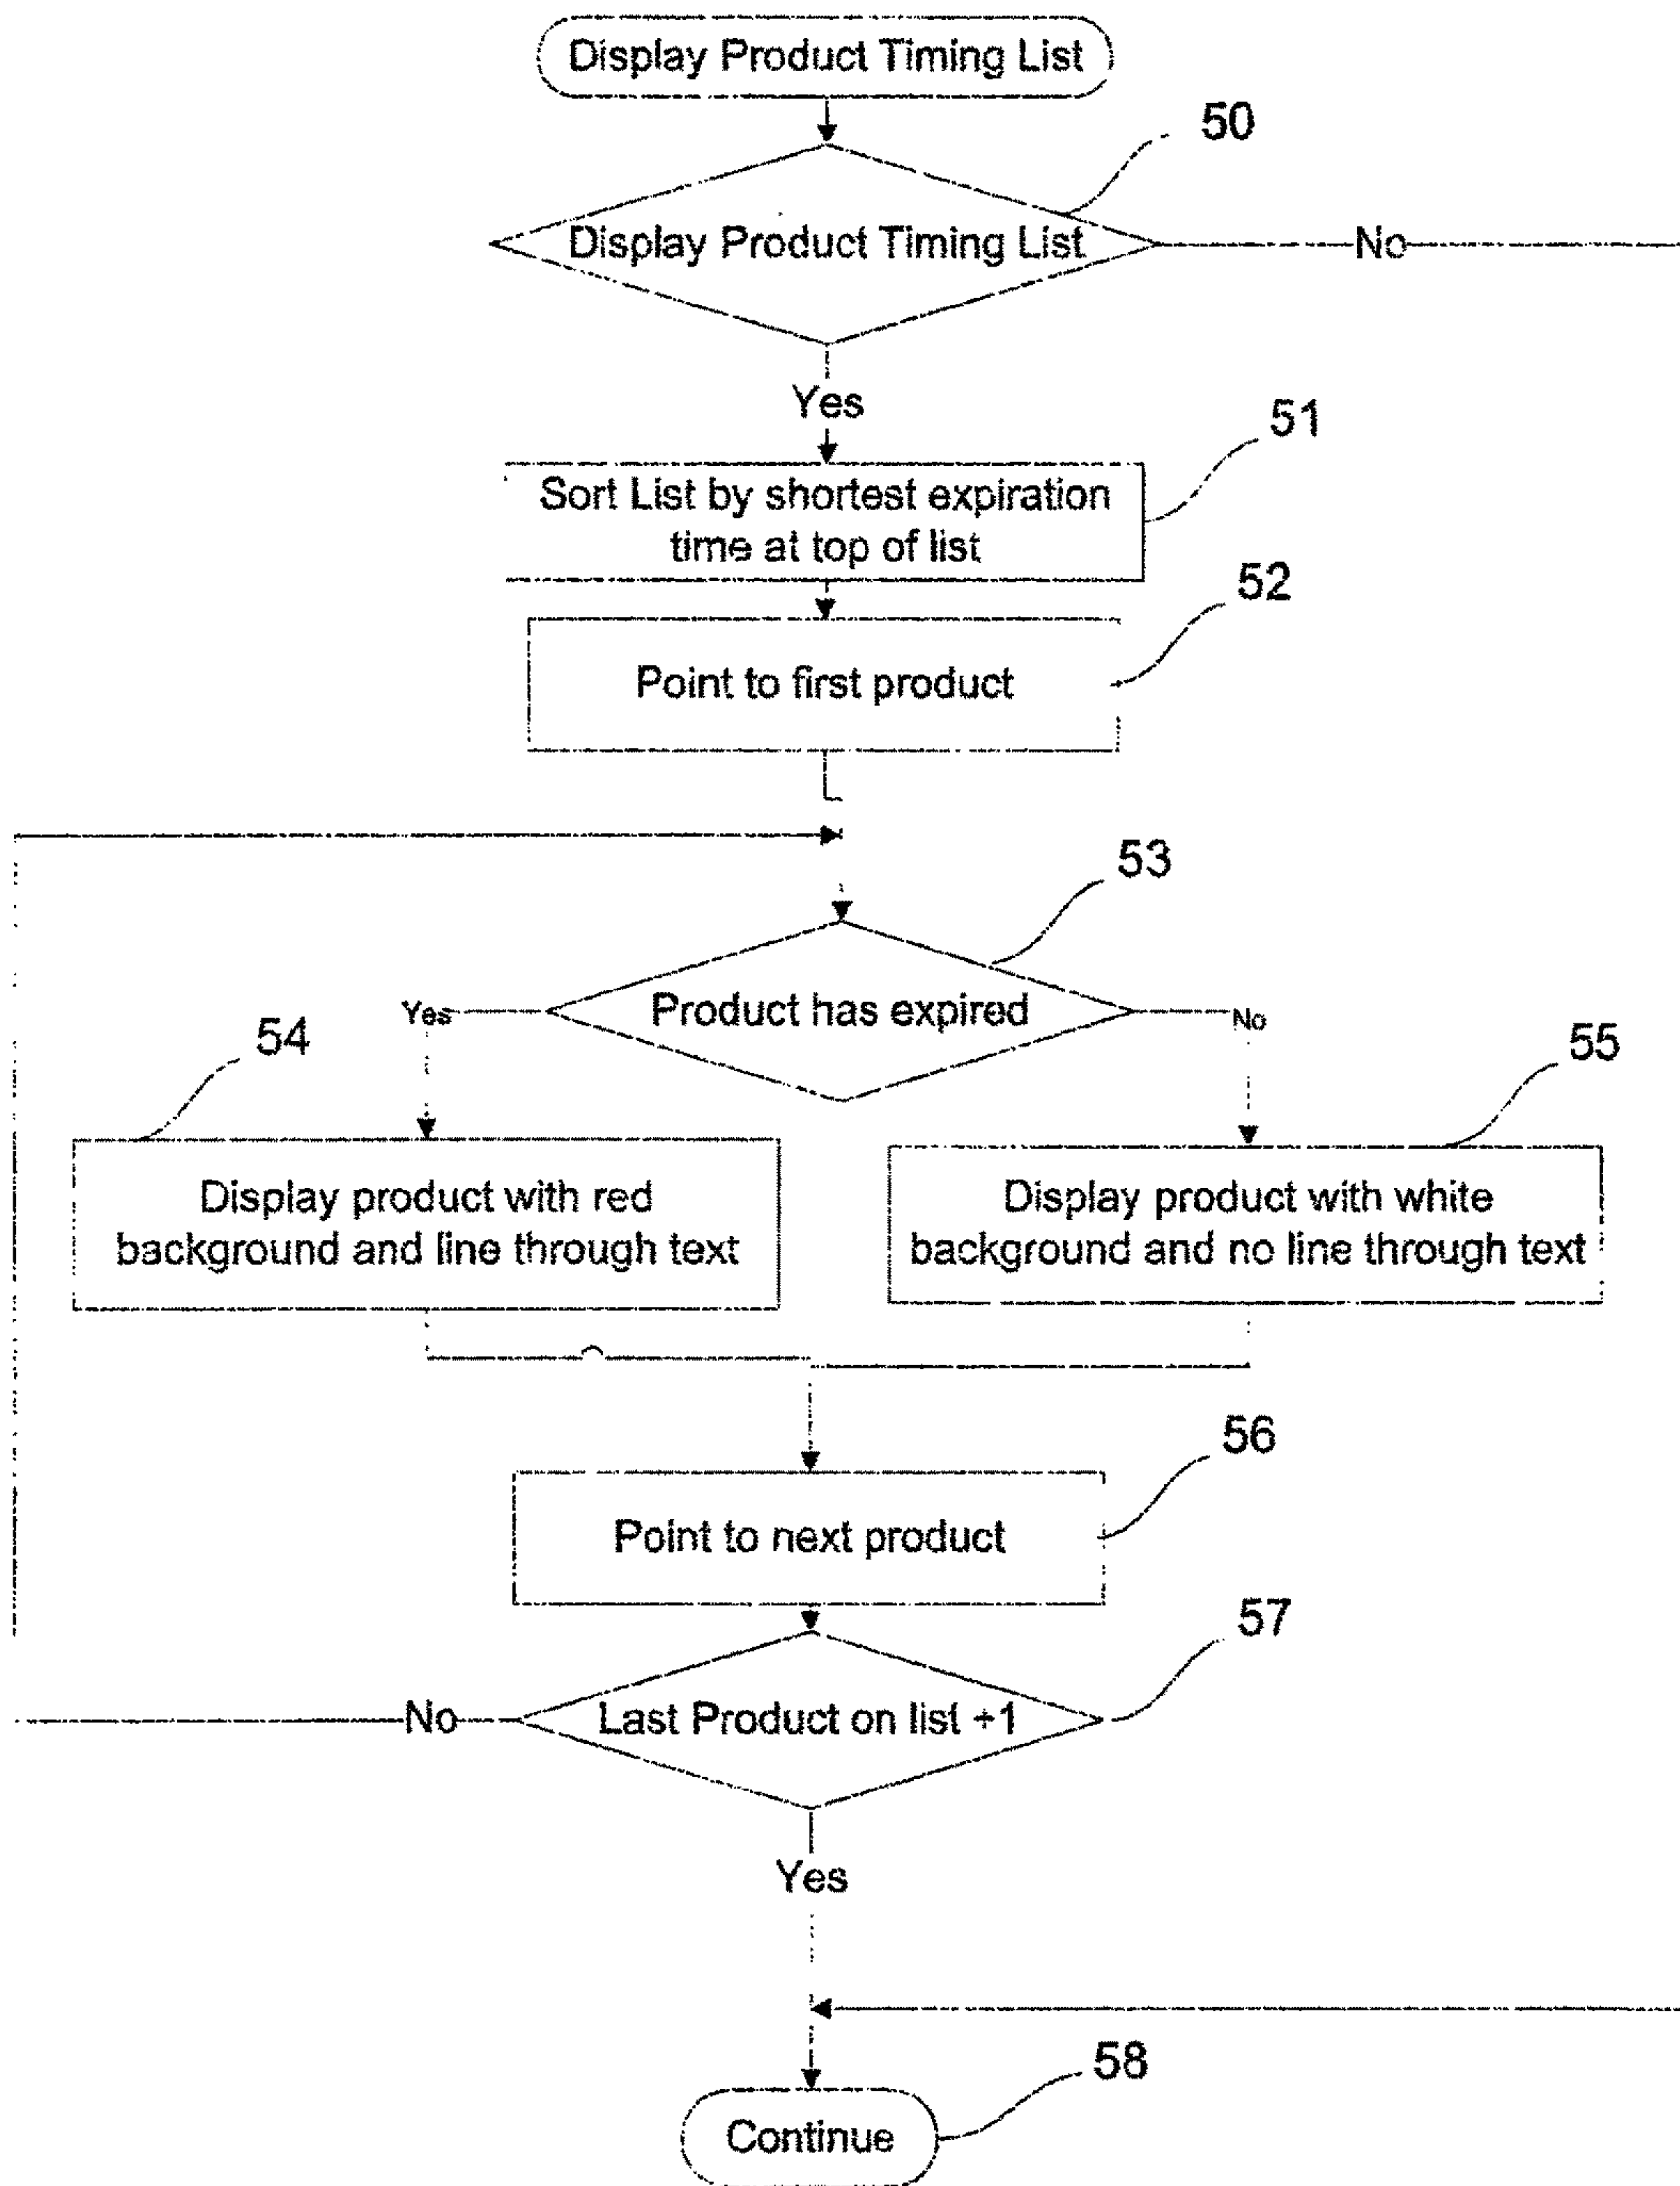 Display Product Timing List
50
Display Product Timing List
No
Yes
51
Sort List by shortest expiration
time at top of list
52
Point to first product
53
Product has expired
Yes
No
54
55
Display product with red
background and line through text
Display product with white
background and no line through text
56
Point to next product
57
Last Product on list +1
No
Yes
58
Continue